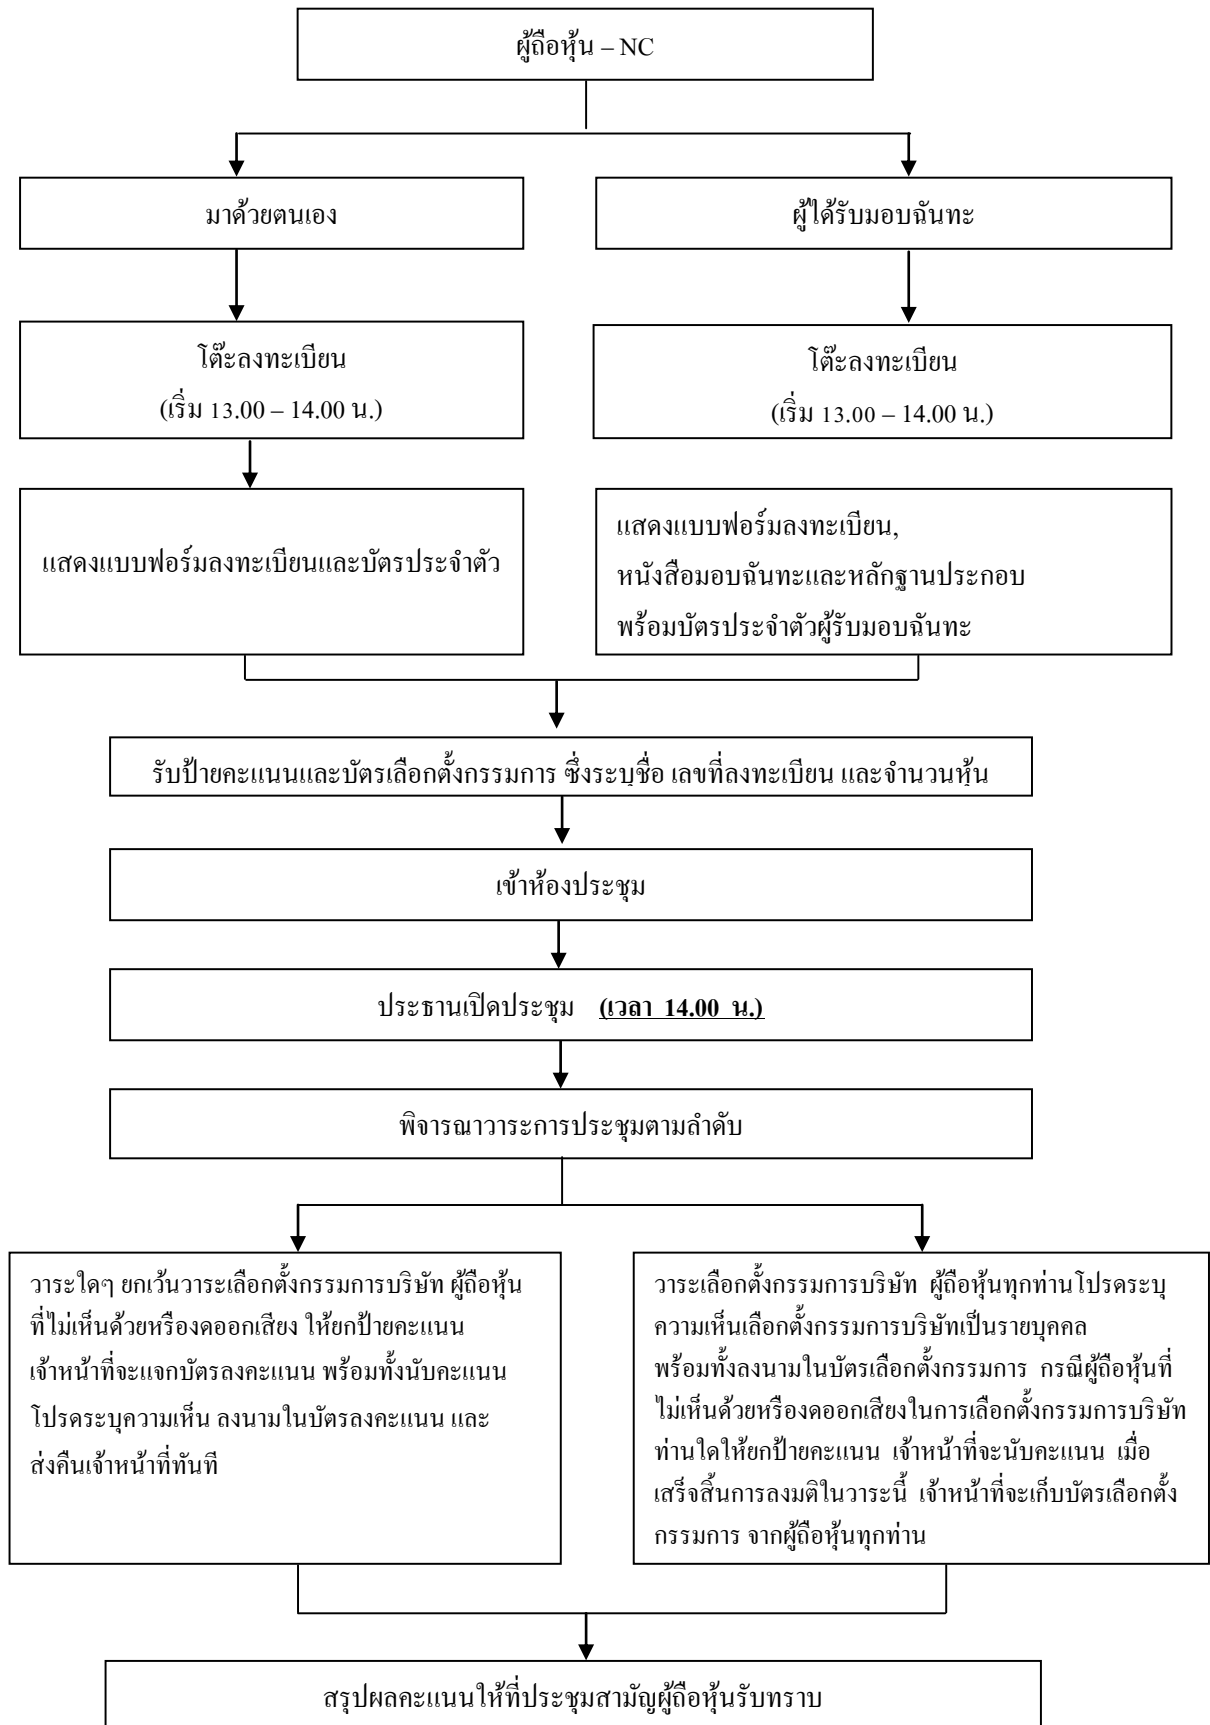 ผู้ถือหุ้น – NC
มาด้วยตนเอง
ผู้ได้รับมอบฉันทะ
โต๊ะลงทะเบียน
(เริ่ม 13.00 – 14.00 น.)
โต๊ะลงทะเบียน
(เริ่ม 13.00 – 14.00 น.)
แสดงแบบฟอร์มลงทะเบียนและบัตรประจำตัว
แสดงแบบฟอร์มลงทะเบียน,
หนังสือมอบฉันทะและหลักฐานประกอบ
พร้อมบัตรประจำตัวผู้รับมอบฉันทะ
รับป้ายคะแนนและบัตรเลือกตั้งกรรมการ ซึ่งระบุชื่อ เลขที่ลงทะเบียน และจำนวนหุ้น
เข้าห้องประชุม
ประธานเปิดประชุม (เวลา 14.00 น.)
พิจารณาวาระการประชุมตามลำดับ
วาระใดๆ ยกเว้นวาระเลือกตั้งกรรมการบริษัท ผู้ถือหุ้น
ที่ไม่เห็นด้วยหรืองดออกเสียง ให้ยกป้ายคะแนน
เจ้าหน้าที่จะแจกบัตรลงคะแนน พร้อมทั้งนับคะแนน
โปรดระบุความเห็น ลงนามในบัตรลงคะแนน และ
ส่งคืนเจ้าหน้าที่ทันที
วาระเลือกตั้งกรรมการบริษัท ผู้ถือหุ้นทุกท่านโปรดระบุ
ความเห็นเลือกตั้งกรรมการบริษัทเป็นรายบุคคล
พร้อมทั้งลงนามในบัตรเลือกตั้งกรรมการ กรณีผู้ถือหุ้นที่
ไม่เห็นด้วยหรืองดออกเสียงในการเลือกตั้งกรรมการบริษัท
ท่านใดให้ยกป้ายคะแนน เจ้าหน้าที่จะนับคะแนน เมื่อ
เสร็จสิ้นการลงมติในวาระนี้ เจ้าหน้าที่จะเก็บบัตรเลือกตั้ง
กรรมการ จากผู้ถือหุ้นทุกท่าน
สรุปผลคะแนนให้ที่ประชุมสามัญผู้ถือหุ้นรับทราบ